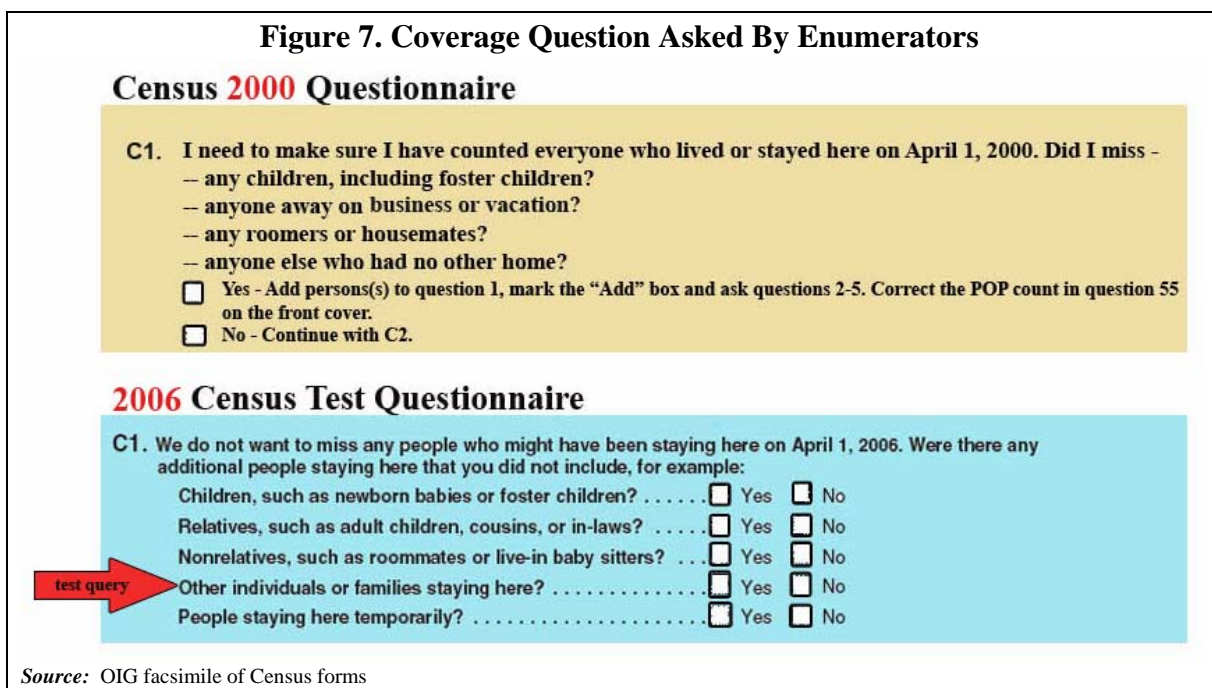 Figure 7. Coverage Question Asked By Enumerators
Census 2000 Questionnaire
C1. I need to make sure I have counted everyone who lived or stayed here on April 1, 2000. Did I miss -
-- any children, including foster children?
-- anyone away on business or vacation?
-- any roomers or housemates?
-- anyone else who had no other home?
Yes - Add persons(s) to question 1, mark the “Add” box and ask questions 2-5. Correct the POP count in question 55
on the front cover.
No - Continue with C2.
2006 Census Test Questionnaire
C1. We do not want to miss any people who might have been staying here on April 1, 2006. Were there any
additional people staying here that you did not include, for example:
Children, such as newborn babies or foster children? . . . . . . Yes No
Relatives, such as adult children, cousins, or in-laws? . . . . . Yes No
Nonrelatives, such as roommates or live-in baby sitters? . . . Yes No
test query Other individuals or families staying here? . . . . . . . . . . . . . . Yes No
People staying here temporarily? . . . . . . . . . . . . . . . . . . . . . Yes No
Source: OIG facsimile of Census forms